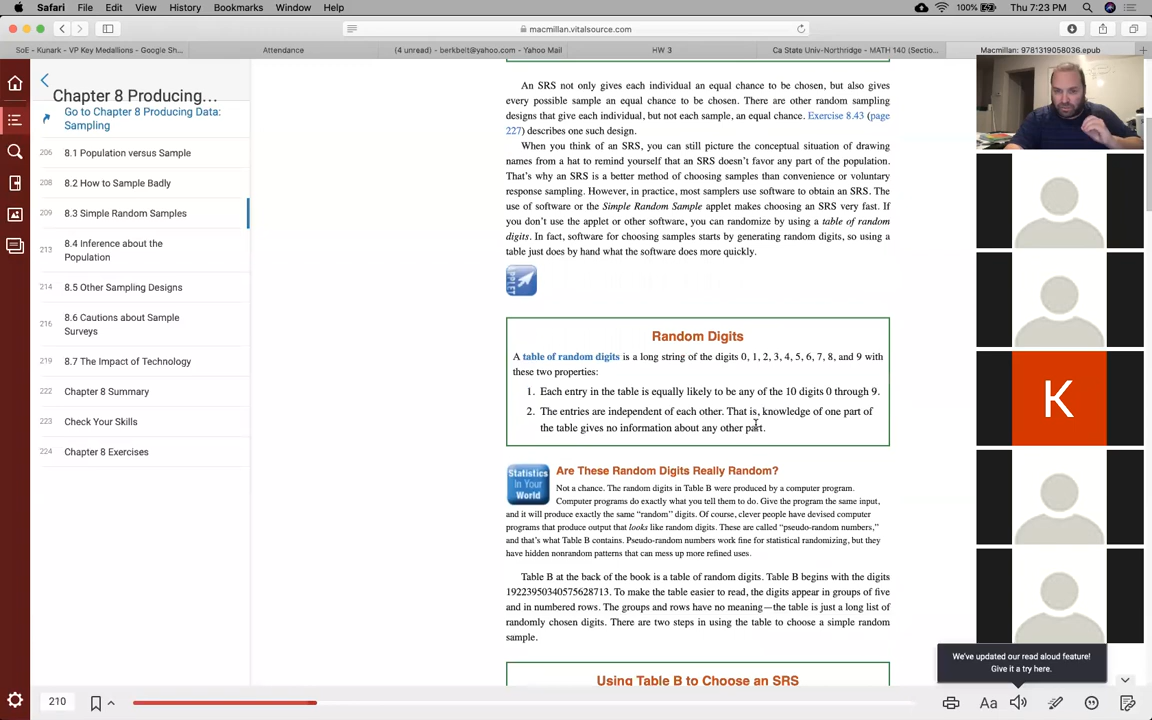 Safari File Edit View History Bookmarks Window Help
100% Thu 7:23 PM
macmillan.vitalsource.com
SoE - Kunark - VP Key Medallions - Google Sh...
Attendance
(4 unread) - berkbeit@yahoo.com - Yahoo Mail
HW 3
Ca State Univ-Northridge - MATH 140 (Sectio...
Macmillan: 9781319058036.epub
Chapter 8 Producing...
Go to Chapter 8 Producing Data:
Sampling
206 8.1 Population versus Sample
208 8.2 How to Sample Badly
209 8.3 Simple Random Samples
213 8.4 Inference about the
Population
214 8.5 Other Sampling Designs
216 8.6 Cautions about Sample
Surveys
219 8.7 The Impact of Technology
222 Chapter 8 Summary
223 Check Your Skills
224 Chapter 8 Exercises
An SRS not only gives each individual an equal chance to be chosen, but also gives
every possible sample an equal chance to be chosen. There are other random sampling
designs that give each individual, but not each sample, an equal chance. Exercise 8.43 (page
227) describes one such design.
When you think of an SRS, you can still picture the conceptual situation of drawing
names from a hat to remind yourself that an SRS doesn't favor any part of the population.
That's why an SRS is a better method of choosing samples than convenience or voluntary
response sampling. However, in practice, most samplers use software to obtain an SRS. The
use of software or the Simple Random Sample applet makes choosing an SRS very fast. If
you don't use the applet or other software, you can randomize by using a table of random
digits. In fact, software for choosing samples starts by generating random digits, so using a
table just does by hand what the software does more quickly.
APPLET
Random Digits
A table of random digits is a long string of the digits 0, 1, 2, 3, 4, 5, 6, 7, 8, and 9 with
these two properties:
1. Each entry in the table is equally likely to be any of the 10 digits 0 through 9.
2. The entries are independent of each other. That is, knowledge of one part of
the table gives no information about any other part.
Statistics
In Your
World
Are These Random Digits Really Random?
Not a chance. The random digits in Table B were produced by a computer program.
Computer programs do exactly what you tell them to do. Give the program the same input,
and it will produce exactly the same “random” digits. Of course, clever people have devised computer
programs that produce output that looks like random digits. These are called “pseudo-random numbers,”
and that's what Table B contains. Pseudo-random numbers work fine for statistical randomizing, but they
have hidden nonrandom patterns that can mess up more refined uses.
Table B at the back of the book is a table of random digits. Table B begins with the digits
19223950340575628713. To make the table easier to read, the digits appear in groups of five
and in numbered rows. The groups and rows have no meaning—the table is just a long list of
randomly chosen digits. There are two steps in using the table to choose a simple random
sample.
Using Table B to Choose an SRS
K
We've updated our read aloud feature!
Give it a try here.
210
Aa